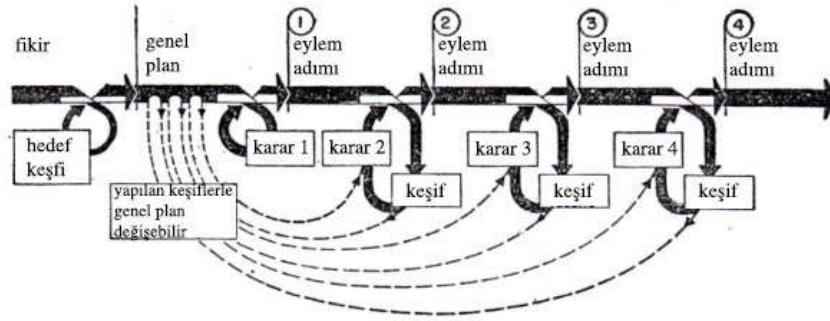 fikir
genel
plan
1
eylem
adımı
2
eylem
adımı
3
eylem
adımı
4
eylem
adımı
hedef
keşfi
karar 1
karar 2
keşif
karar 3
keşif
karar 4
keşif
yapılan keşiflerle
genel plan
değişebilir